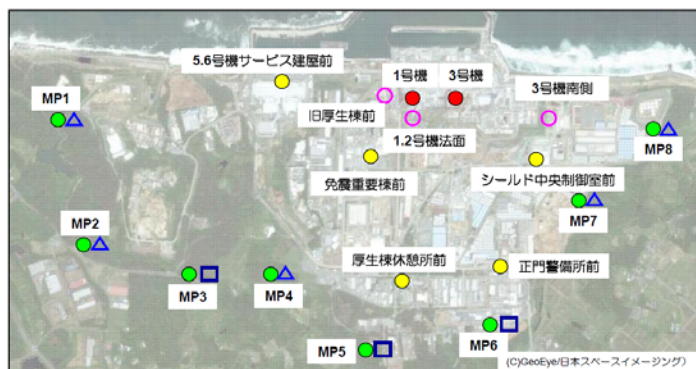 5.6号機サービス建屋前
1号機
3号機
3号機南側
MP1
旧厚生棟前
1.2号機法面
MP8
免震重要棟前
シールド中央制御室前
MP7
MP2
厚生棟休憩所前
正門警備所前
MP3
MP4
MP6
MP5
(C)GeoEye/日本スペースイメージング)